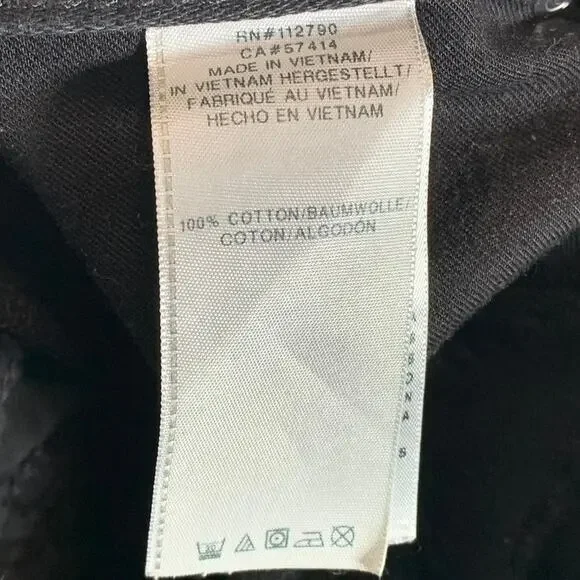 RN#112790
CA#57414
MADE IN VIETNAM/
IN VIETNAM HERGESTELLT/
FABRIQUÉ AU VIETNAM/
HECHO EN VIETNAM
100% COTTON/BAUMWOLLE/
COTON/ALGODÓN